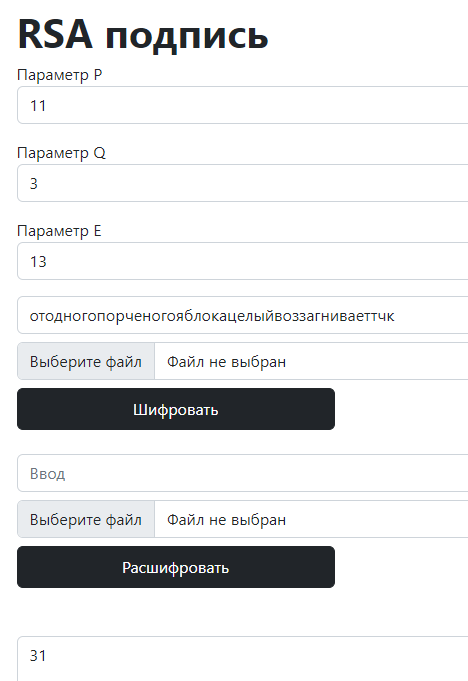 RSA подпись
Параметр P
11
Параметр Q
3
Параметр E
13
отодногопорченогояблокацелыйвоззагниваеттчк
Выберите файл Файл не выбран
Шифровать
Ввод
Выберите файл Файл не выбран
Расшифровать
31